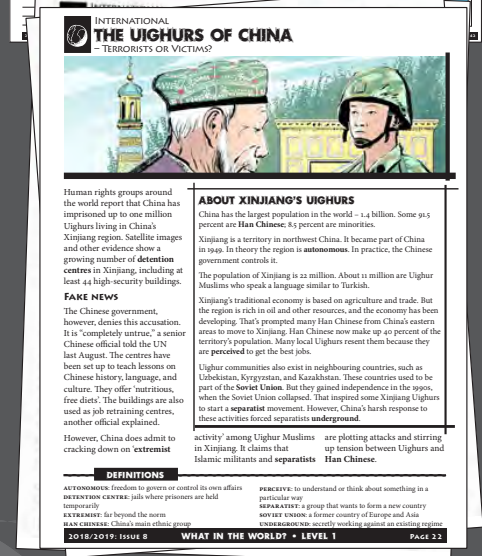 INTERNATIONAL
THE UIGHURS OF CHINA
– TERRORISTS OR VICTIMS?
Human rights groups around
the world report that China has
imprisoned up to one million
Uighurs living in China's
Xinjiang region. Satellite images
and other evidence show a
growing number of detention
centres in Xinjiang, including at
least 44 high-security buildings.
FAKE NEWS
The Chinese government,
however, denies this accusation.
It is "completely untrue," a senior
Chinese official told the UN
last August. The centres have
been set up to teach lessons on
Chinese history, language, and
culture. They offer 'nutritious,
free diets'. The buildings are also
used as job retraining centres,
another official explained.
However, China does admit to
cracking down on 'extremist
ABOUT XINJIANG'S UIGHURS
China has the largest population in the world – 1.4 billion. Some 91.5
percent are Han Chinese; 8.5 percent are minorities.
Xinjiang is a territory in northwest China. It became part of China
in 1949. In theory the region is autonomous. In practice, the Chinese
government controls it.
The population of Xinjiang is 22 million. About 11 million are Uighur
Muslims who speak a language similar to Turkish.
Xinjiang's traditional economy is based on agriculture and trade. But
the region is rich in oil and other resources, and the economy has been
developing. That's prompted many Han Chinese from China's eastern
areas to move to Xinjiang. Han Chinese now make up 40 percent of the
territory's population. Many local Uighurs resent them because they
are perceived to get the best jobs.
Uighur communities also exist in neighbouring countries, such as
Uzbekistan, Kyrgyzstan, and Kazakhstan. These countries used to be
part of the Soviet Union. But they gained independence in the 1990s,
when the Soviet Union collapsed. That inspired some Xinjiang Uighurs
to start a separatist movement. However, China's harsh response to
these activities forced separatists underground.
activity' among Uighur Muslims
in Xinjiang. It claims that
Islamic militants and separatists
are plotting attacks and stirring
up tension between Uighurs and
Han Chinese.
DEFINITIONS
AUTONOMOUS: freedom to govern or control its own affairs
DETENTION CENTRE: jails where prisoners are held
temporarily
EXTREMIST: far beyond the norm
HAN CHINESE: China's main ethnic group
PERCEIVE: to understand or think about something in a
particular way
SEPARATIST: a group that wants to form a new country
SOVIET UNION: a former country of Europe and Asia
UNDERGROUND: secretly working against an existing regime
2018/2019: ISSUE 8 WHAT IN THE WORLD? • LEVEL 1 PAGE 22